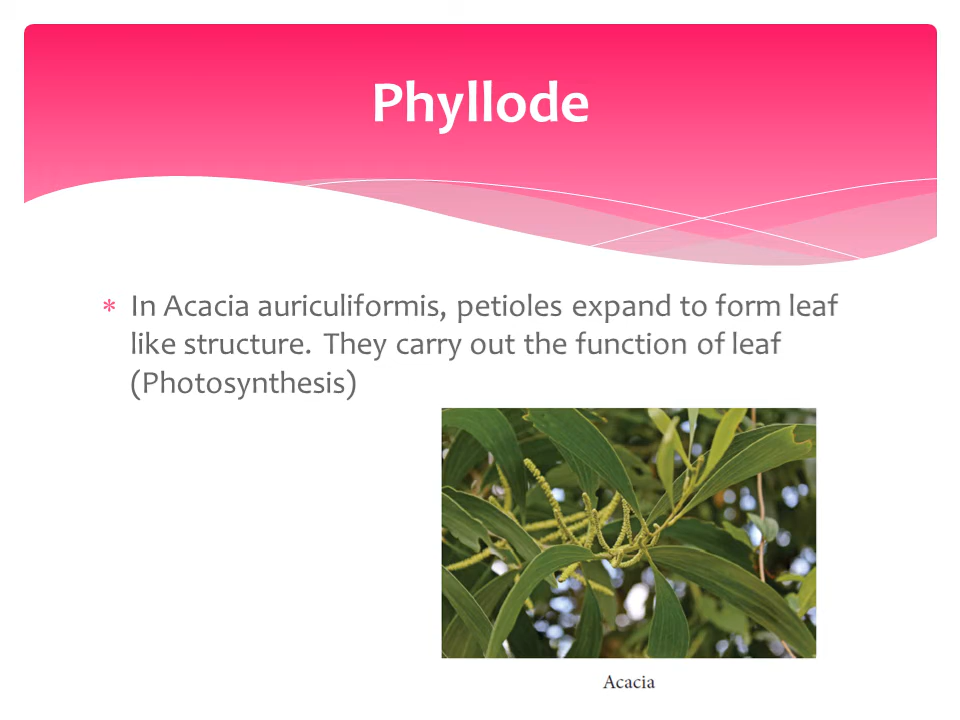 Phyllode
* In Acacia auriculiformis, petioles expand to form leaf
like structure. They carry out the function of leaf
(Photosynthesis)
Acacia